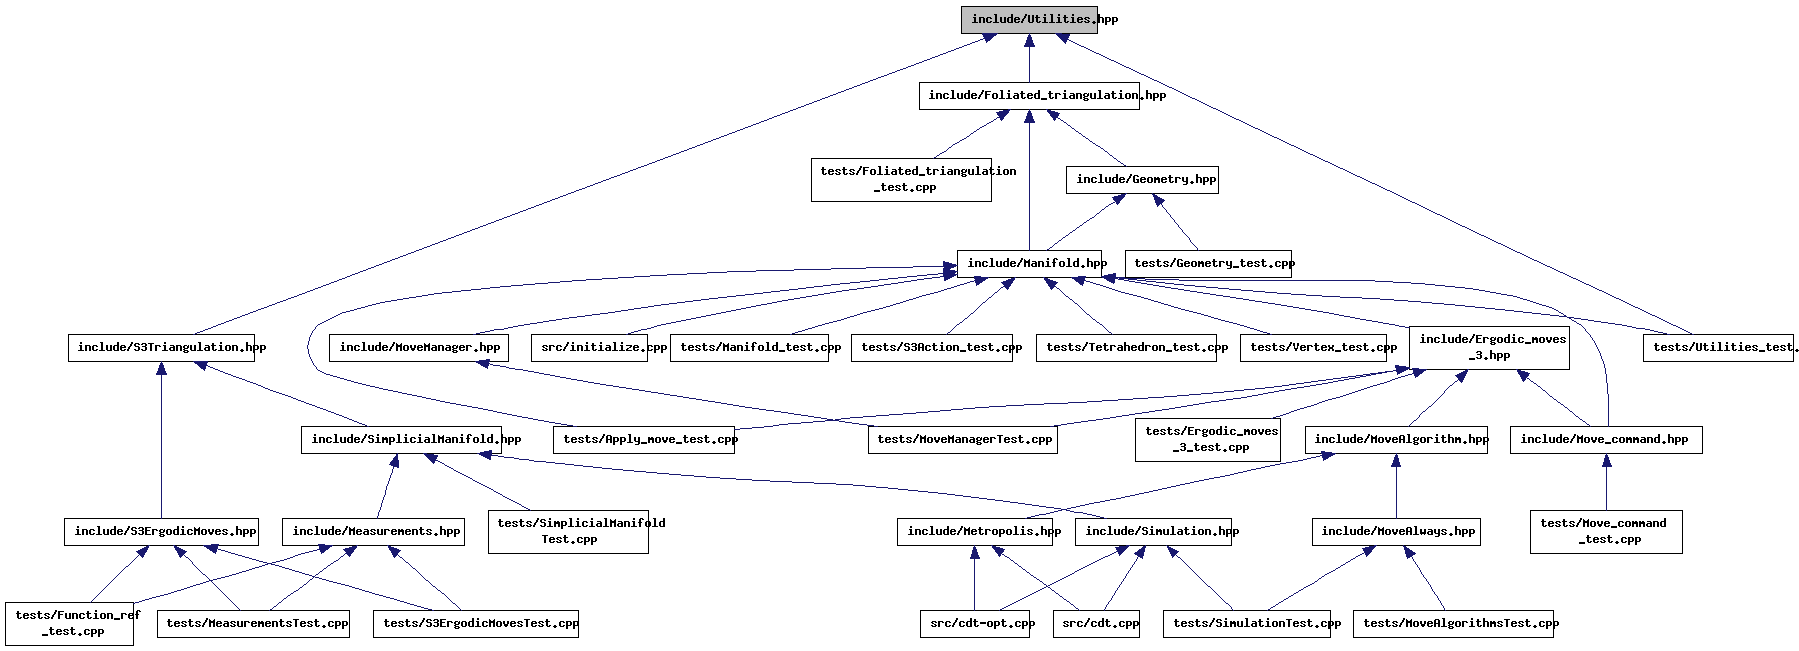 include/Utilities.hpp
include/Foliated_triangulation.hpp
tests/Foliated_triangulation
_test.cpp
include/Geometry.hpp
include/Manifold.hpp
tests/Geometry_test.cpp
include/S3Triangulation.hpp
include/MoveManager.hpp
src/initialize.cpp
tests/Manifold_test.cpp
tests/S3Action_test.cpp
tests/Tetrahedron_test.cpp
tests/Vertex_test.cpp
include/Ergodic_moves
_3.hpp
tests/Utilities_test.
include/SimplicialManifold.hpp
tests/Apply_move_test.cpp
tests/MoveManagerTest.cpp
tests/Ergodic_moves
_3_test.cpp
include/MoveAlgorithm.hpp
include/Move_command.hpp
include/S3ErgodicMoves.hpp
include/Measurements.hpp
tests/SimplicialManifold
Test.cpp
include/Metropolis.hpp
include/Simulation.hpp
include/MoveAlways.hpp
tests/Move_command
_test.cpp
tests/Function_ref
_test.cpp
tests/MeasurementsTest.cpp
tests/S3ErgodicMovesTest.cpp
src/cdt-opt.cpp
src/cdt.cpp
tests/SimulationTest.cpp
tests/MoveAlgorithmsTest.cpp